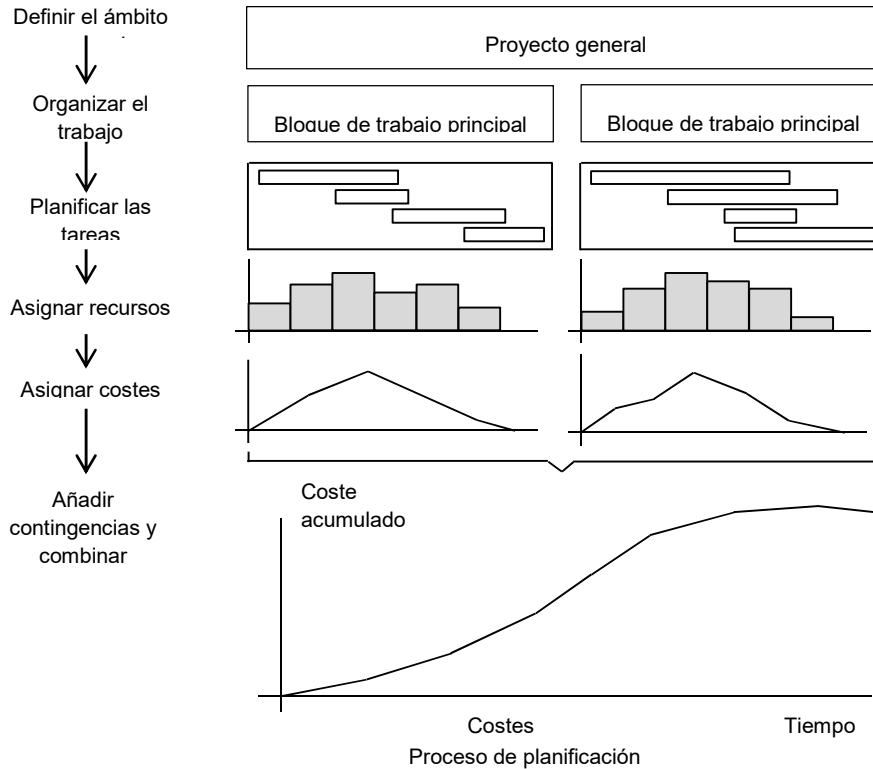 Definir el ámbito
Proyecto general
Organizar el
trabajo
Bloque de trabajo principal
Bloque de trabajo principal
Planificar las
tareas
Asignar recursos
Asignar costes
Añadir
contingencias y
combinar
Coste
acumulado
Costes
Tiempo
Proceso de planificación